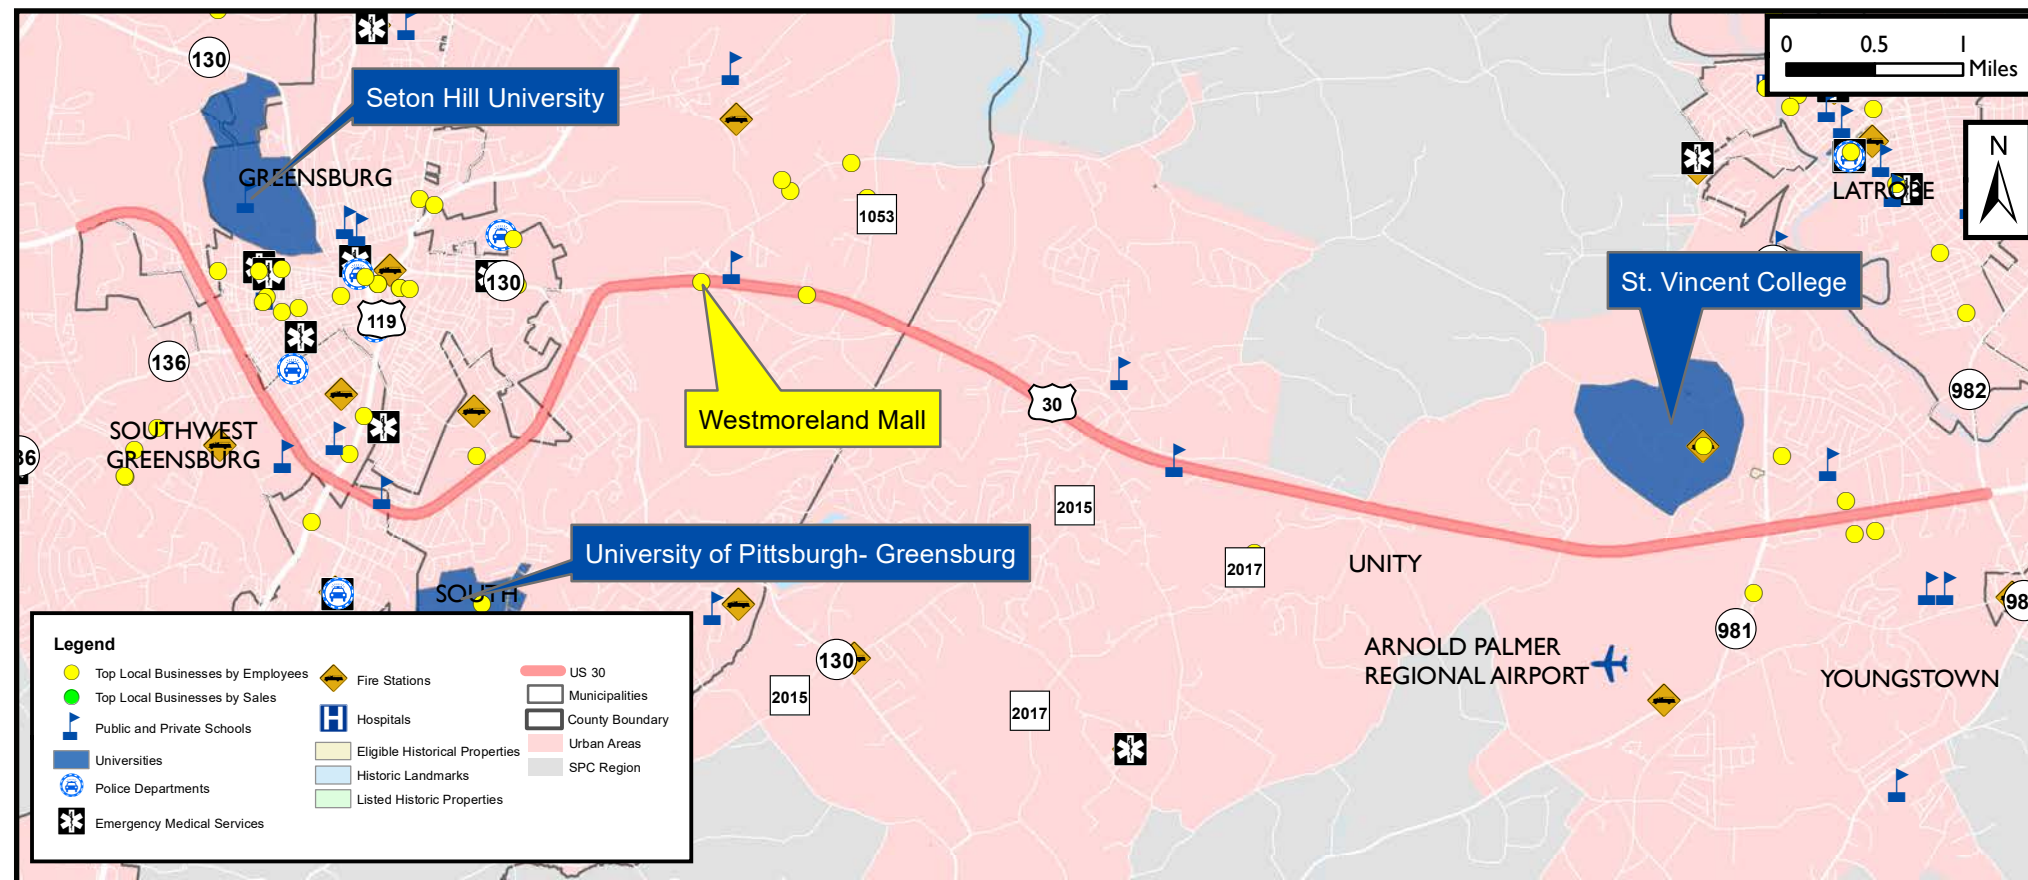 0 0.5 1
Miles
N
130
Seton Hill University
GREENSBURG
1053
LATROBE
130
119
St. Vincent College
136
30
982
Westmoreland Mall
SOUTHWEST
GREENSBURG
36
2015
University of Pittsburgh- Greensburg
2017
UNITY
SOUTH
98
981
130
ARNOLD PALMER
REGIONAL AIRPORT
YOUNGSTOWN
2015
2017
Legend
Top Local Businesses by Employees
Top Local Businesses by Sales
Public and Private Schools
Universities
Police Departments
Emergency Medical Services
Fire Stations
H Hospitals
Eligible Historical Properties
Historic Landmarks
Listed Historic Properties
US 30
Municipalities
County Boundary
Urban Areas
SPC Region